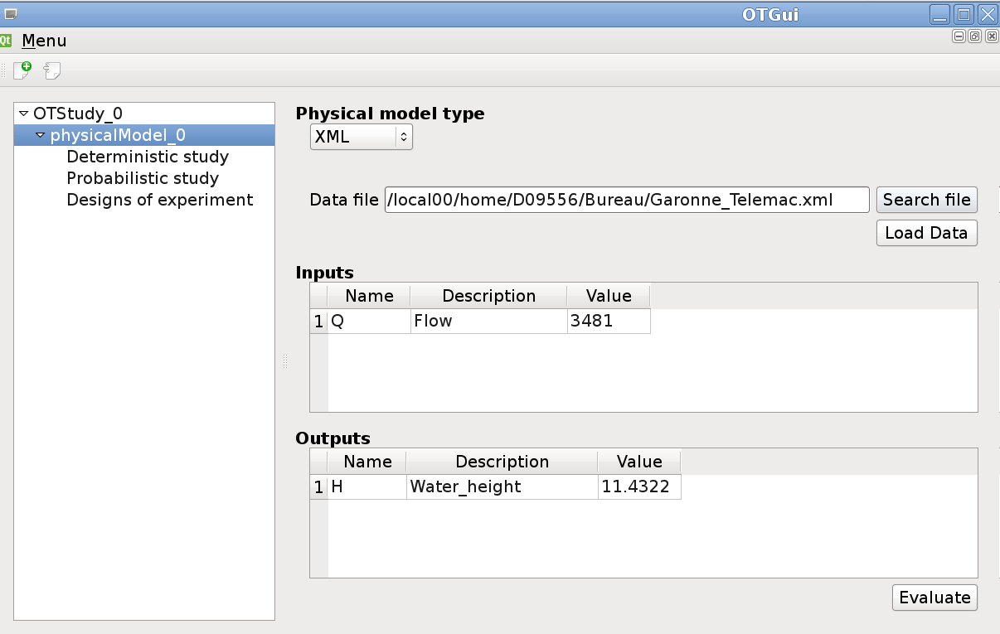 OTGui
Qt Menu
OTStudy_0
physicalModel_0
Deterministic study
Probabilistic study
Designs of experiment
Physical model type
XML
Data file /local00/home/D09556/Bureau/Garonne_Telemac.xml Search file
Load Data
Inputs
Name Description Value
1 Q Flow 3481
Outputs
Name Description Value
1 H Water_height 11.4322
Evaluate